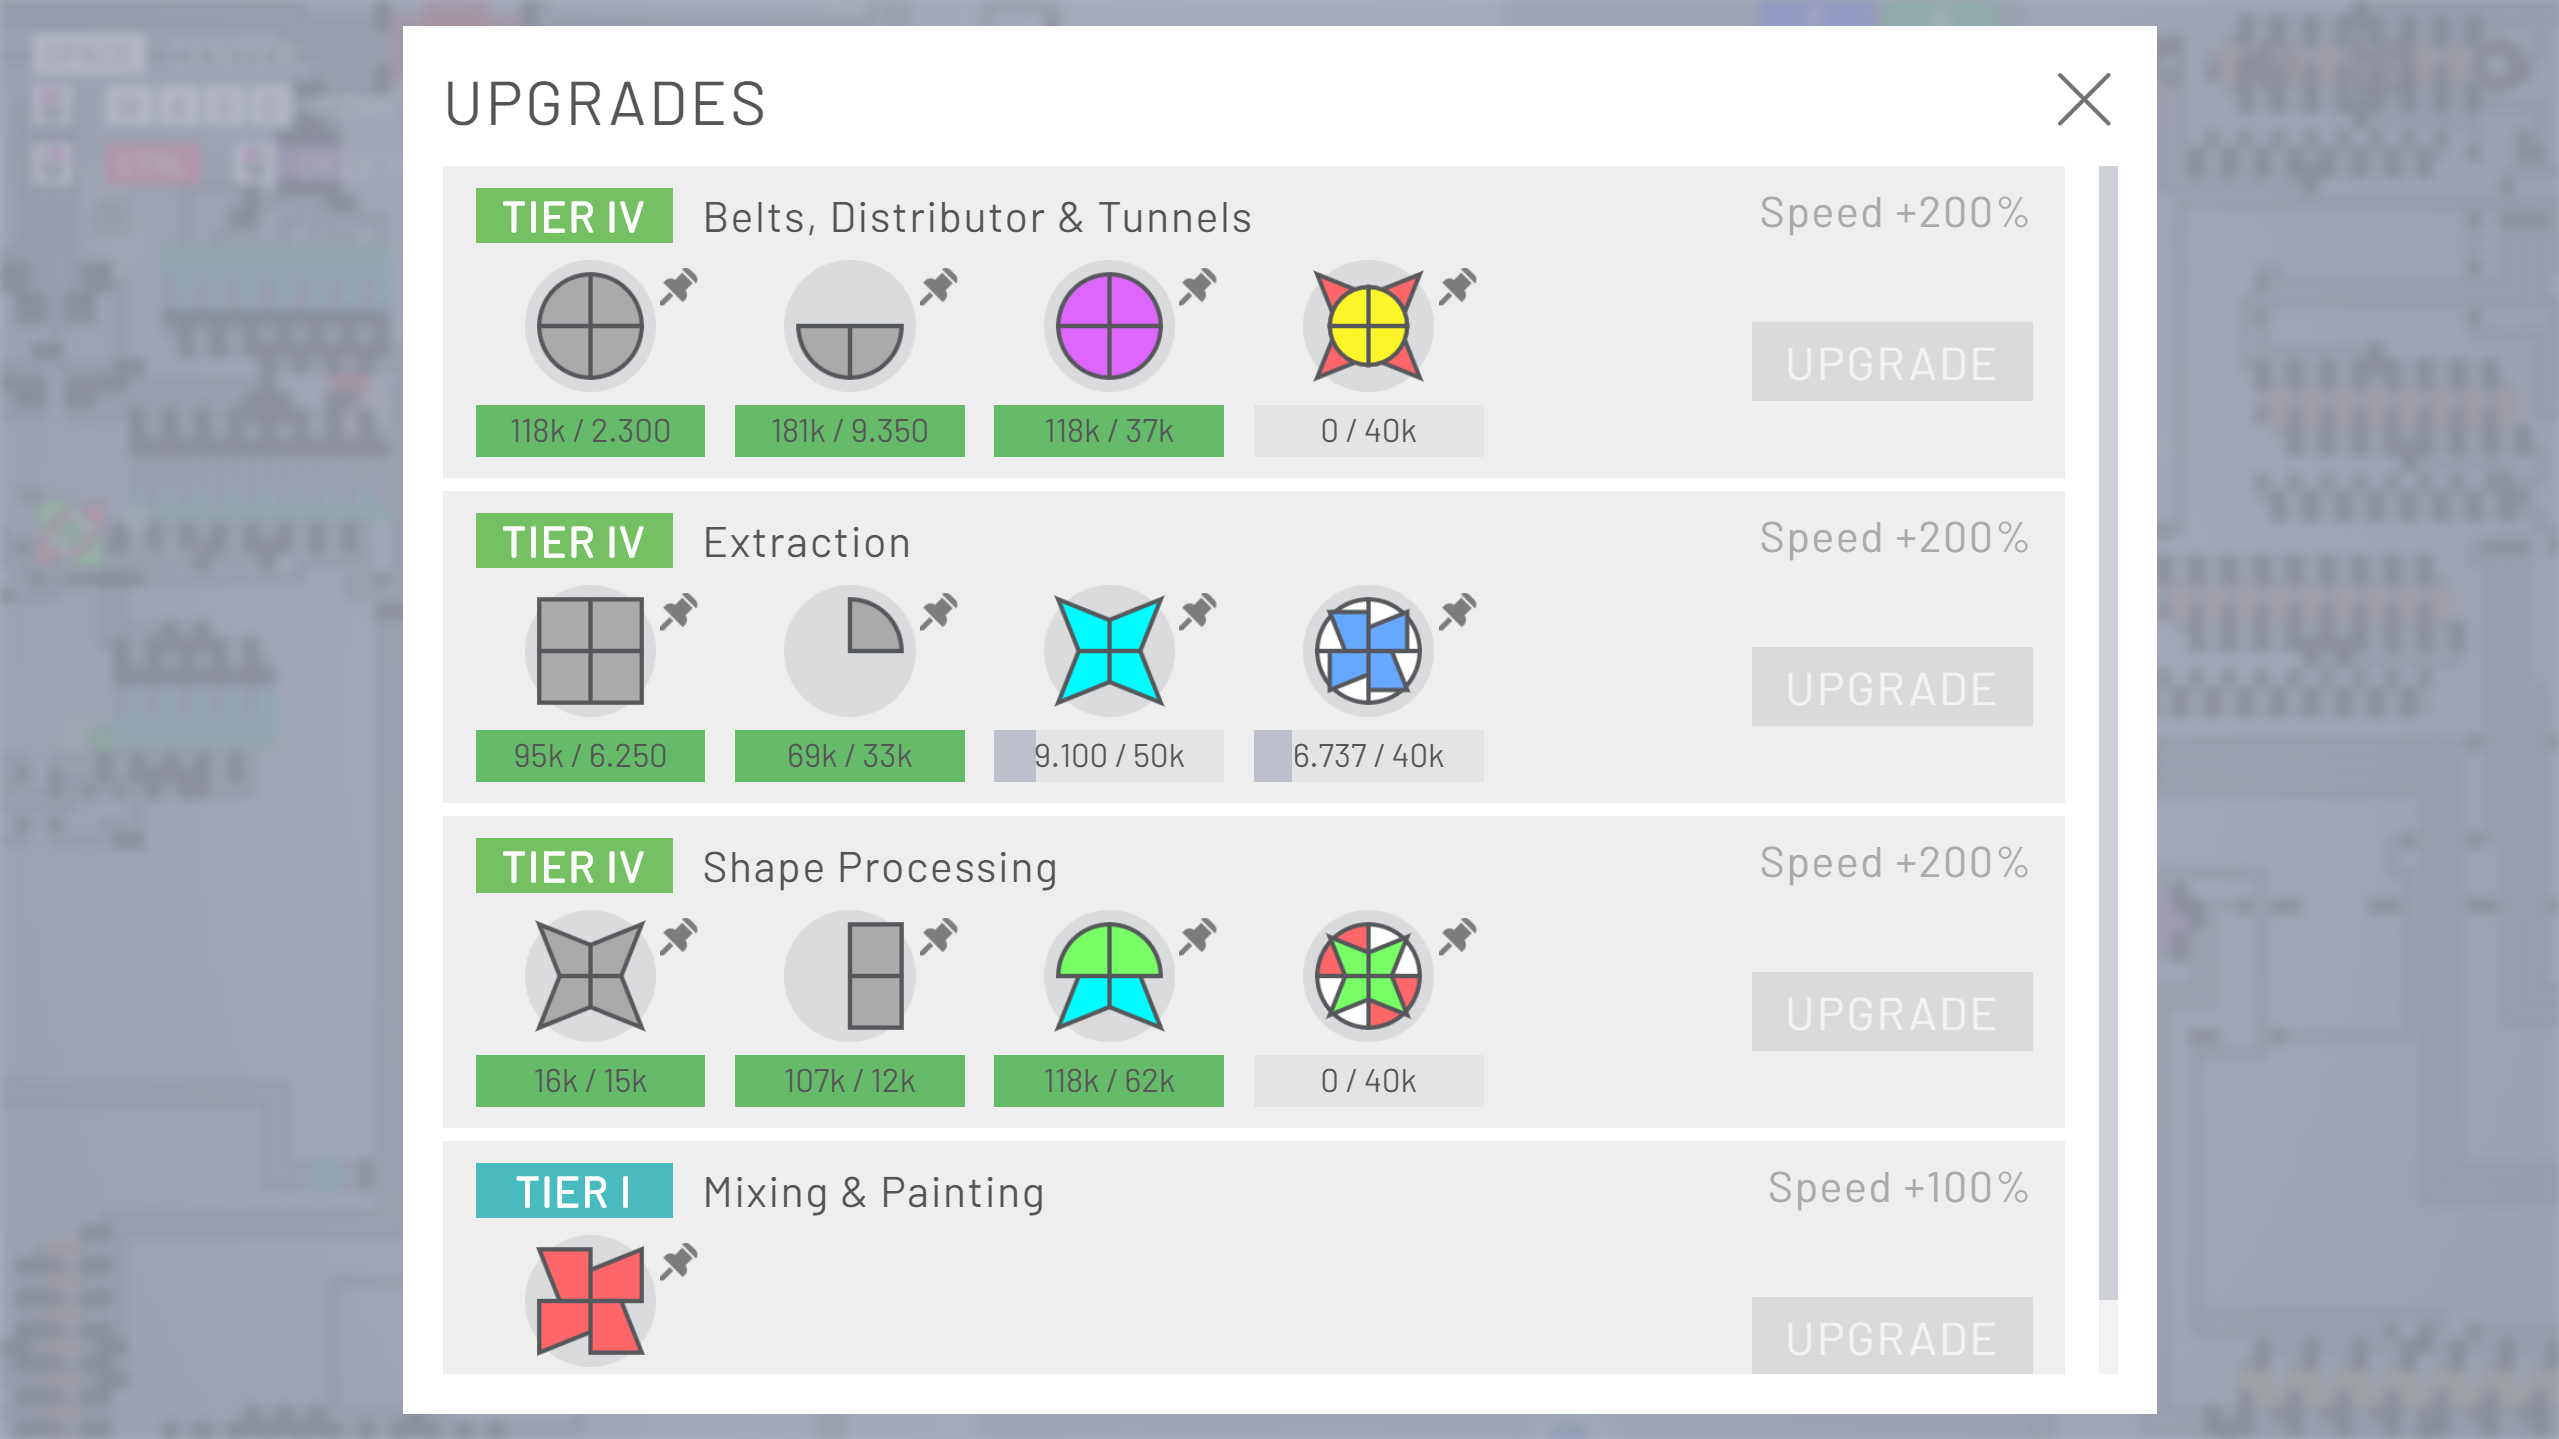 UPGRADES
TIER IV Belts, Distributor & Tunnels Speed +200%
118k / 2.300 181k / 9.350 118k / 37k 0 / 40k
UPGRADE
TIER IV Extraction Speed +200%
95k / 6.250 69k / 33k 9.100 / 50k 6.737 / 40k
UPGRADE
TIER IV Shape Processing Speed +200%
16k / 15k 107k / 12k 118k / 62k 0 / 40k
UPGRADE
TIER I Mixing & Painting Speed +100%
UPGRADE
SPACE
CTRL